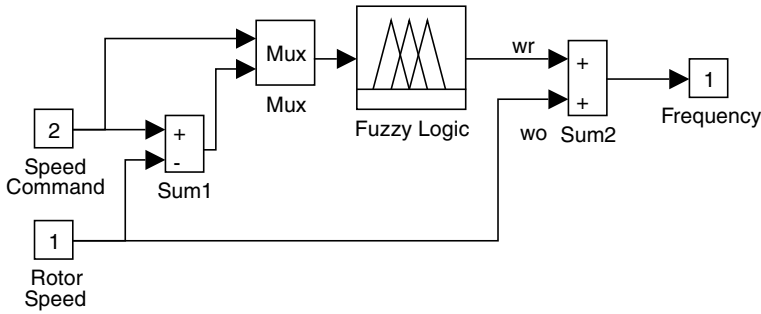 Mux
Mux
Fuzzy Logic
wr
+
+
wo
Sum2
1
Frequency
2
Speed
Command
+
-
Sum1
1
Rotor
Speed